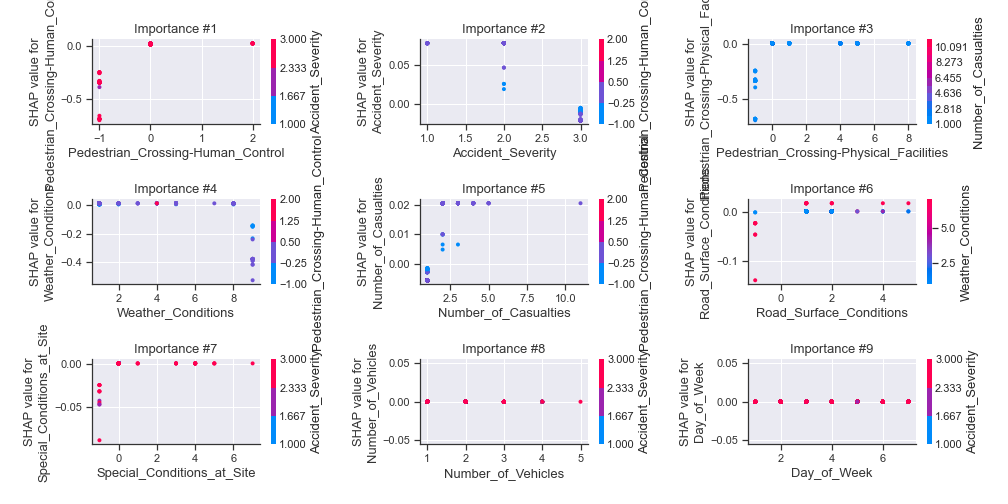 Importance #1
SHAP value for
Pedestrian_Crossing-Human_Co
0.0
−0.5
−1
0
1
2
Pedestrian_Crossing-Human_Control
3.000
2.333
1.667
1.000
Accident_Severity
Importance #2
SHAP value for
Accident_Severity
0.05
0.00
1.0
1.5
2.0
2.5
3.0
Accident_Severity
2.00
1.25
0.50
−0.25
−1.00
Pedestrian_Crossing-Human_Control
Importance #3
SHAP value for
0.0
−0.5
0
2
4
6
8
Pedestrian_Crossing-Physical_Facilities
10.091
8.273
6.455
4.636
2.818
1.000
Number_of_Casualties
Importance #4
SHAP value for
Weather_Conditions
0.0
−0.2
−0.4
2
4
6
8
Weather_Conditions
2.00
1.25
0.50
−0.25
−1.00
Pedestrian_Crossing-Human_Control
Importance #5
SHAP value for
Number_of_Casualties
0.02
0.00
2.5
5.0
7.5
10.0
Number_of_Casualties
2.00
1.25
0.50
−0.25
−1.00
Pedestrian_Crossing-Human_Control
Importance #6
SHAP value for
Road_Surface_Conditions
0.0
−0.1
0
2
4
Road_Surface_Conditions
5.0
2.5
Weather_Conditions
Importance #7
SHAP value for
Special_Conditions_at_Site
0.00
−0.05
0
2
4
6
Special_Conditions_at_Site
3.000
2.333
1.667
1.000
Accident_Severity
Importance #8
SHAP value for
Number_of_Vehicles
0.05
0.00
−0.05
1
2
3
4
5
Number_of_Vehicles
3.000
2.333
1.667
1.000
Accident_Severity
Importance #9
SHAP value for
Day_of_Week
0.05
0.00
−0.05
2
4
6
Day_of_Week
3.000
2.333
1.667
1.000
Accident_Severity